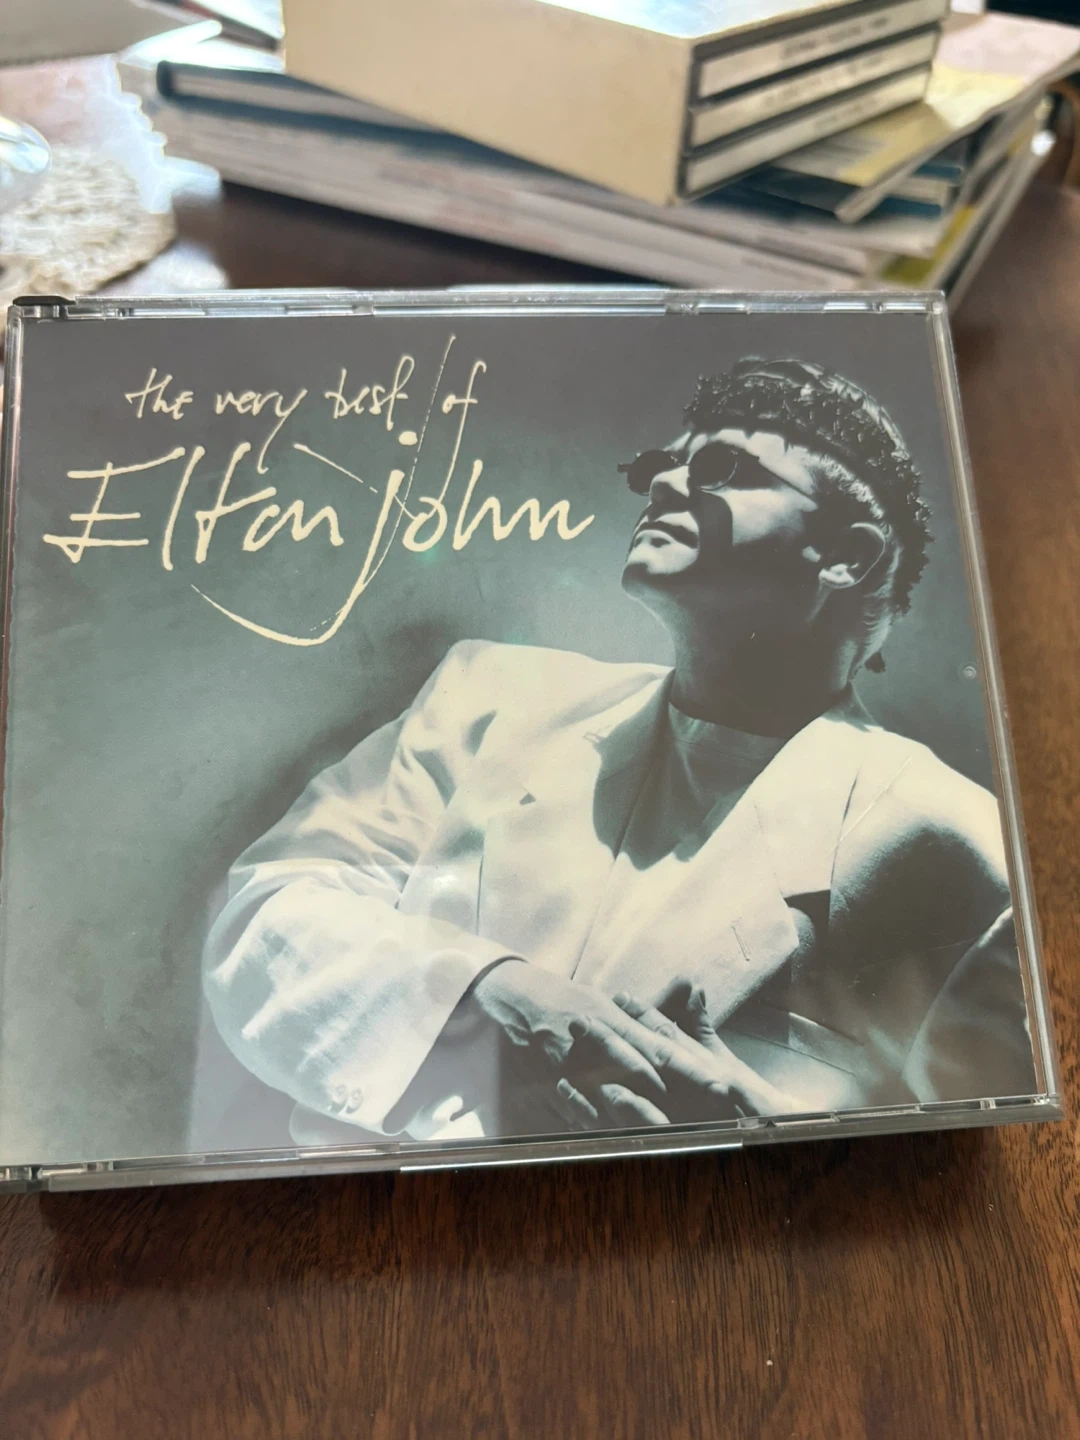 the very best of
Elton john